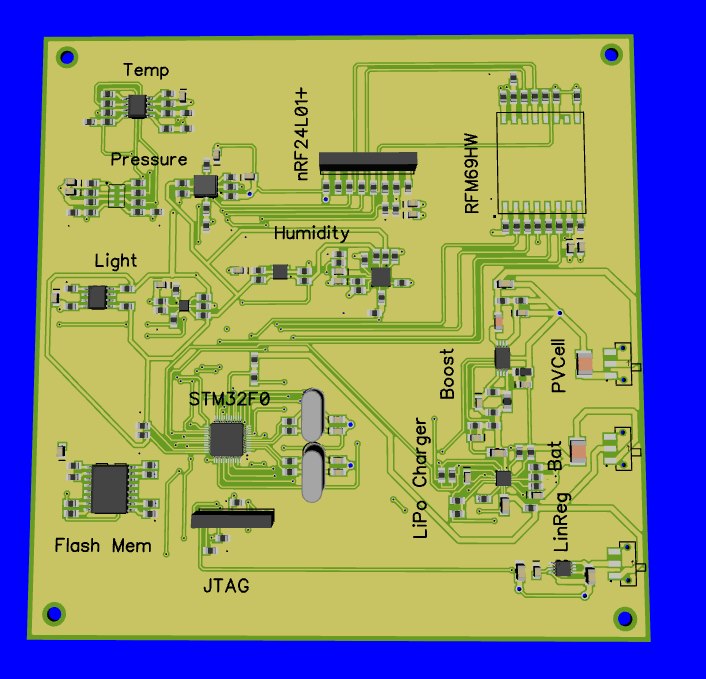 Temp
nRF24L01+
RFM69HW
Pressure
Humidity
Light
Boost
PVCell
STM32F0
LiPo Charger
Bat
LinReg
Flash Mem
JTAG